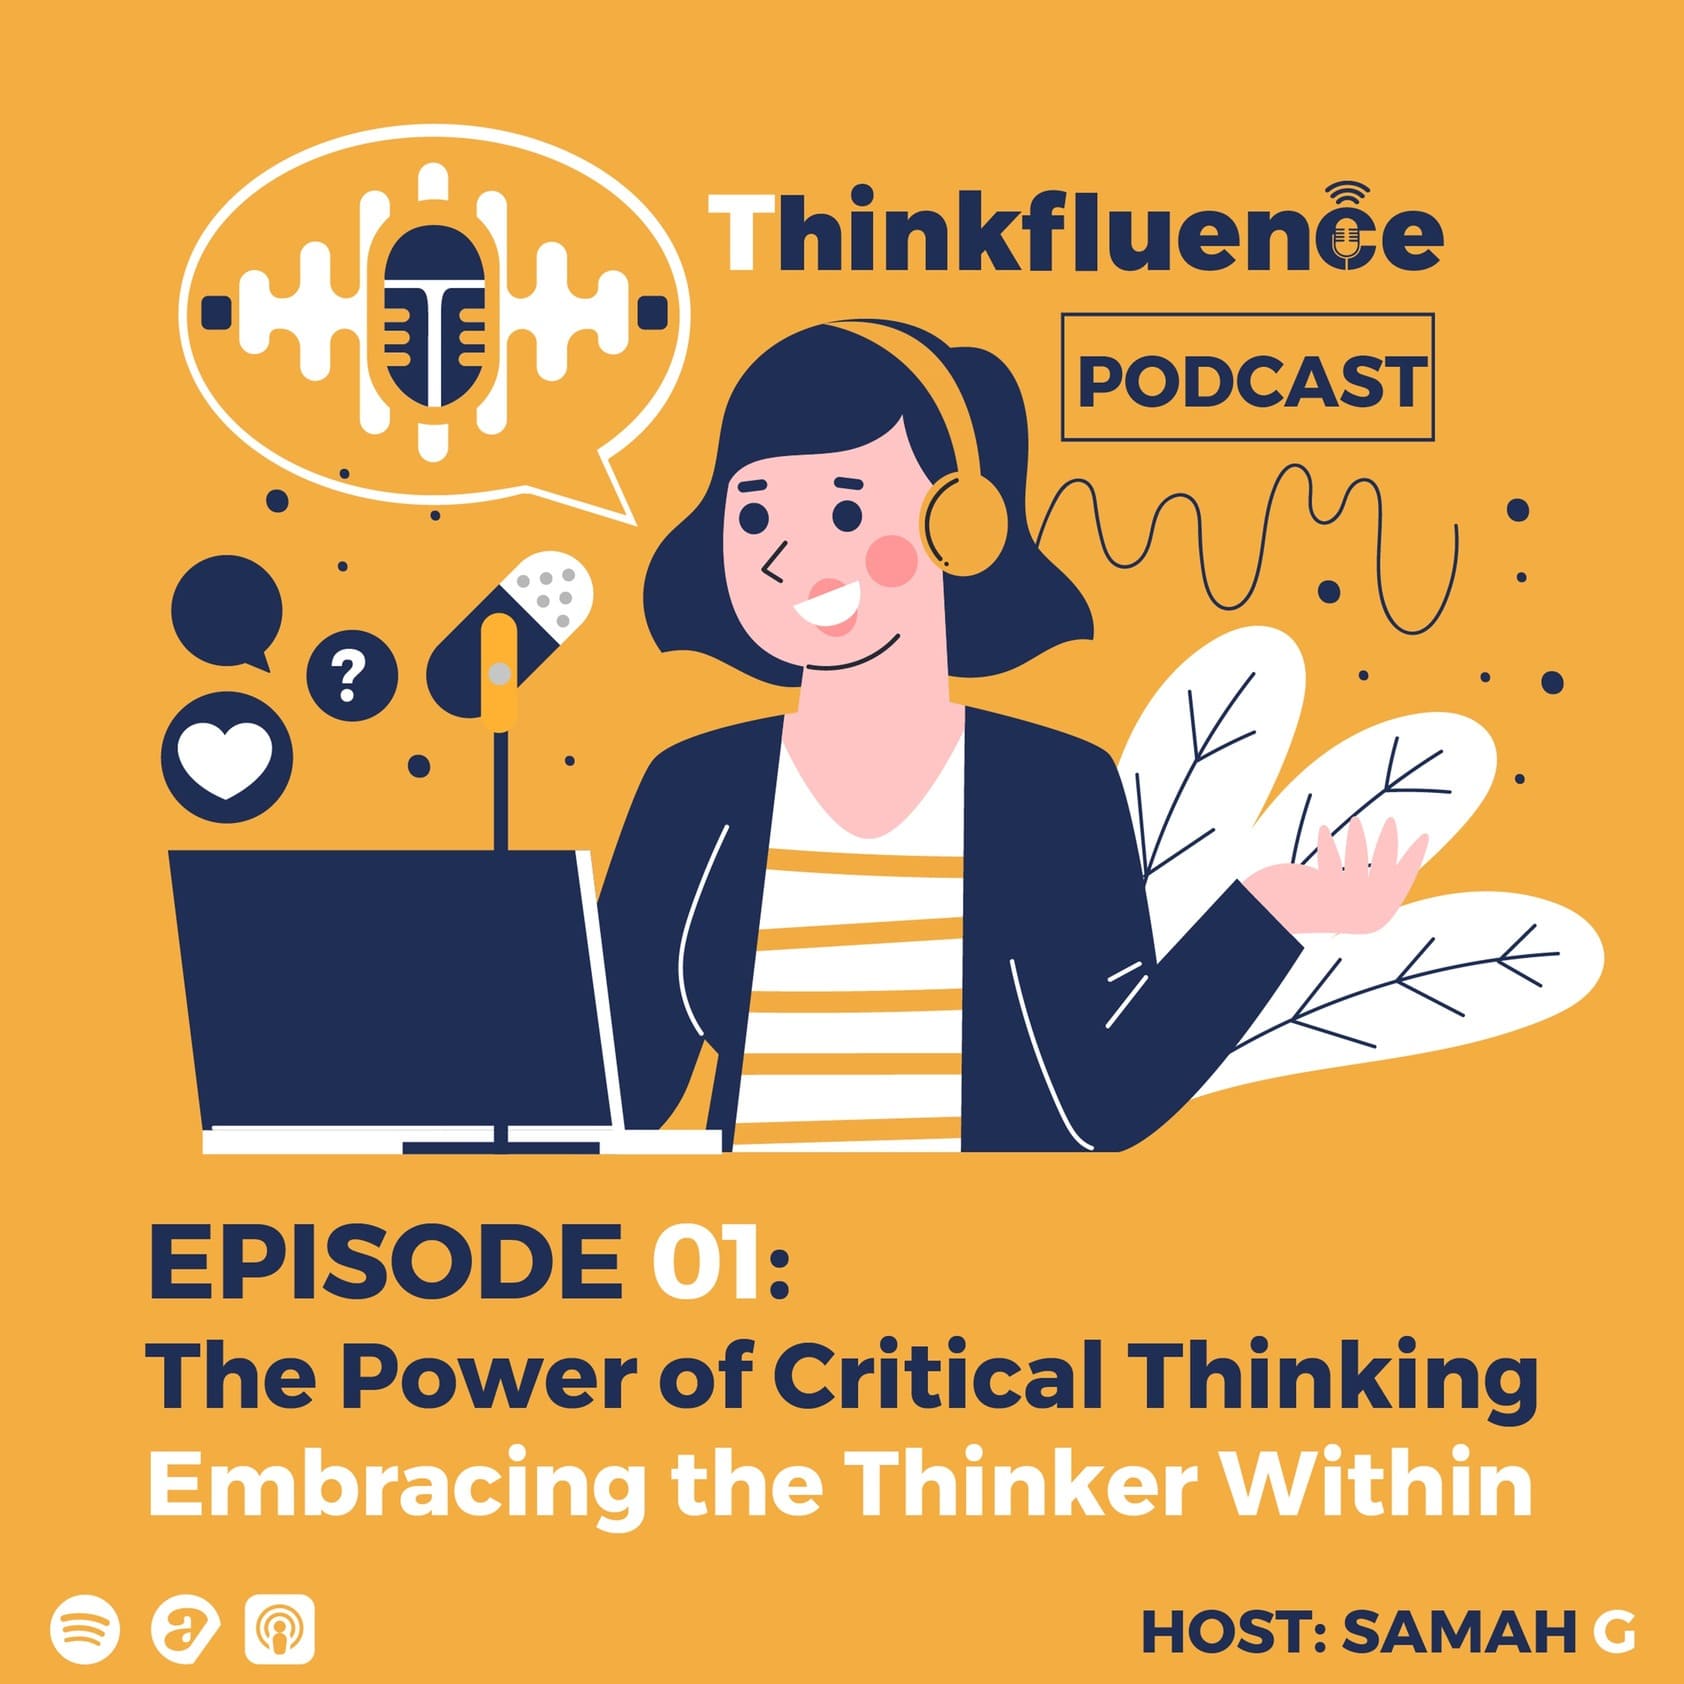 Thinkfluence
PODCAST
T
?
EPISODE 01:
The Power of Critical Thinking
Embracing the Thinker Within
a
HOST: SAMAH G